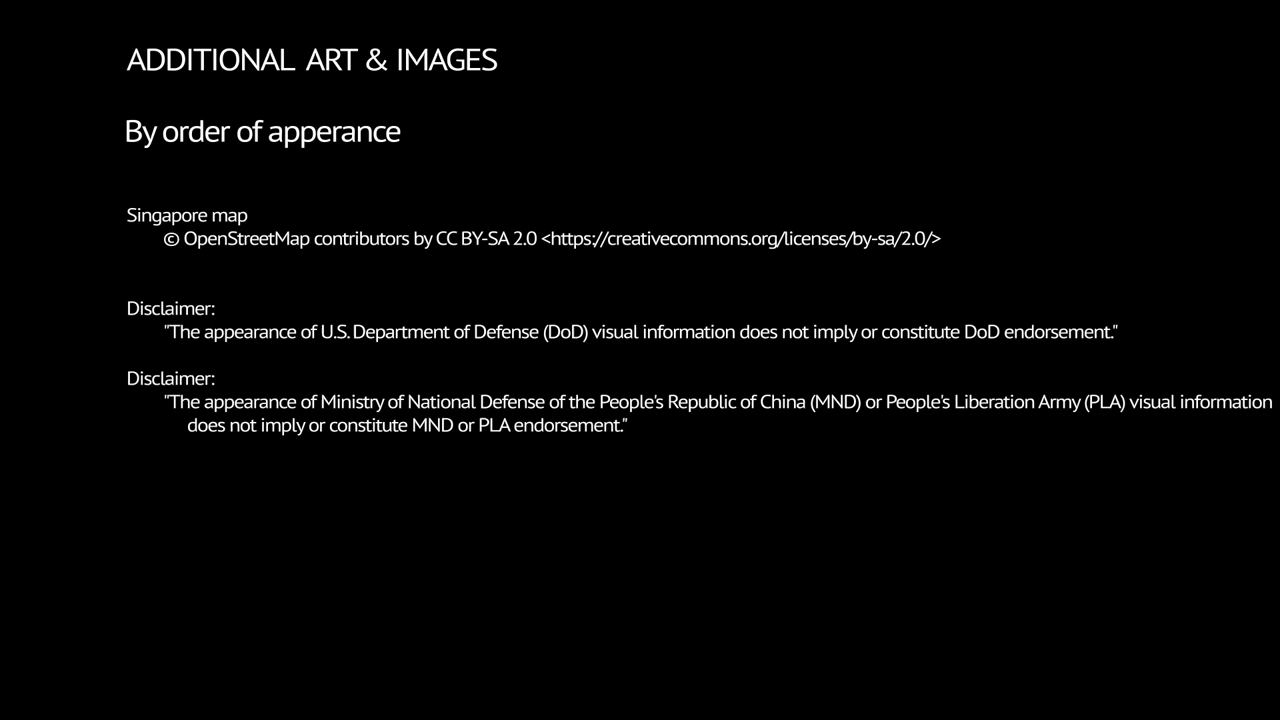 ADDITIONAL ART & IMAGES
By order of apperance
Singapore map
© OpenStreetMap contributors by CC BY-SA 2.0 <https://creativecommons.org/licenses/by-sa/2.0/>
Disclaimer:
"The appearance of U.S. Department of Defense (DoD) visual information does not imply or constitute DoD endorsement."
Disclaimer:
"The appearance of Ministry of National Defense of the People's Republic of China (MND) or People's Liberation Army (PLA) visual information
does not imply or constitute MND or PLA endorsement."